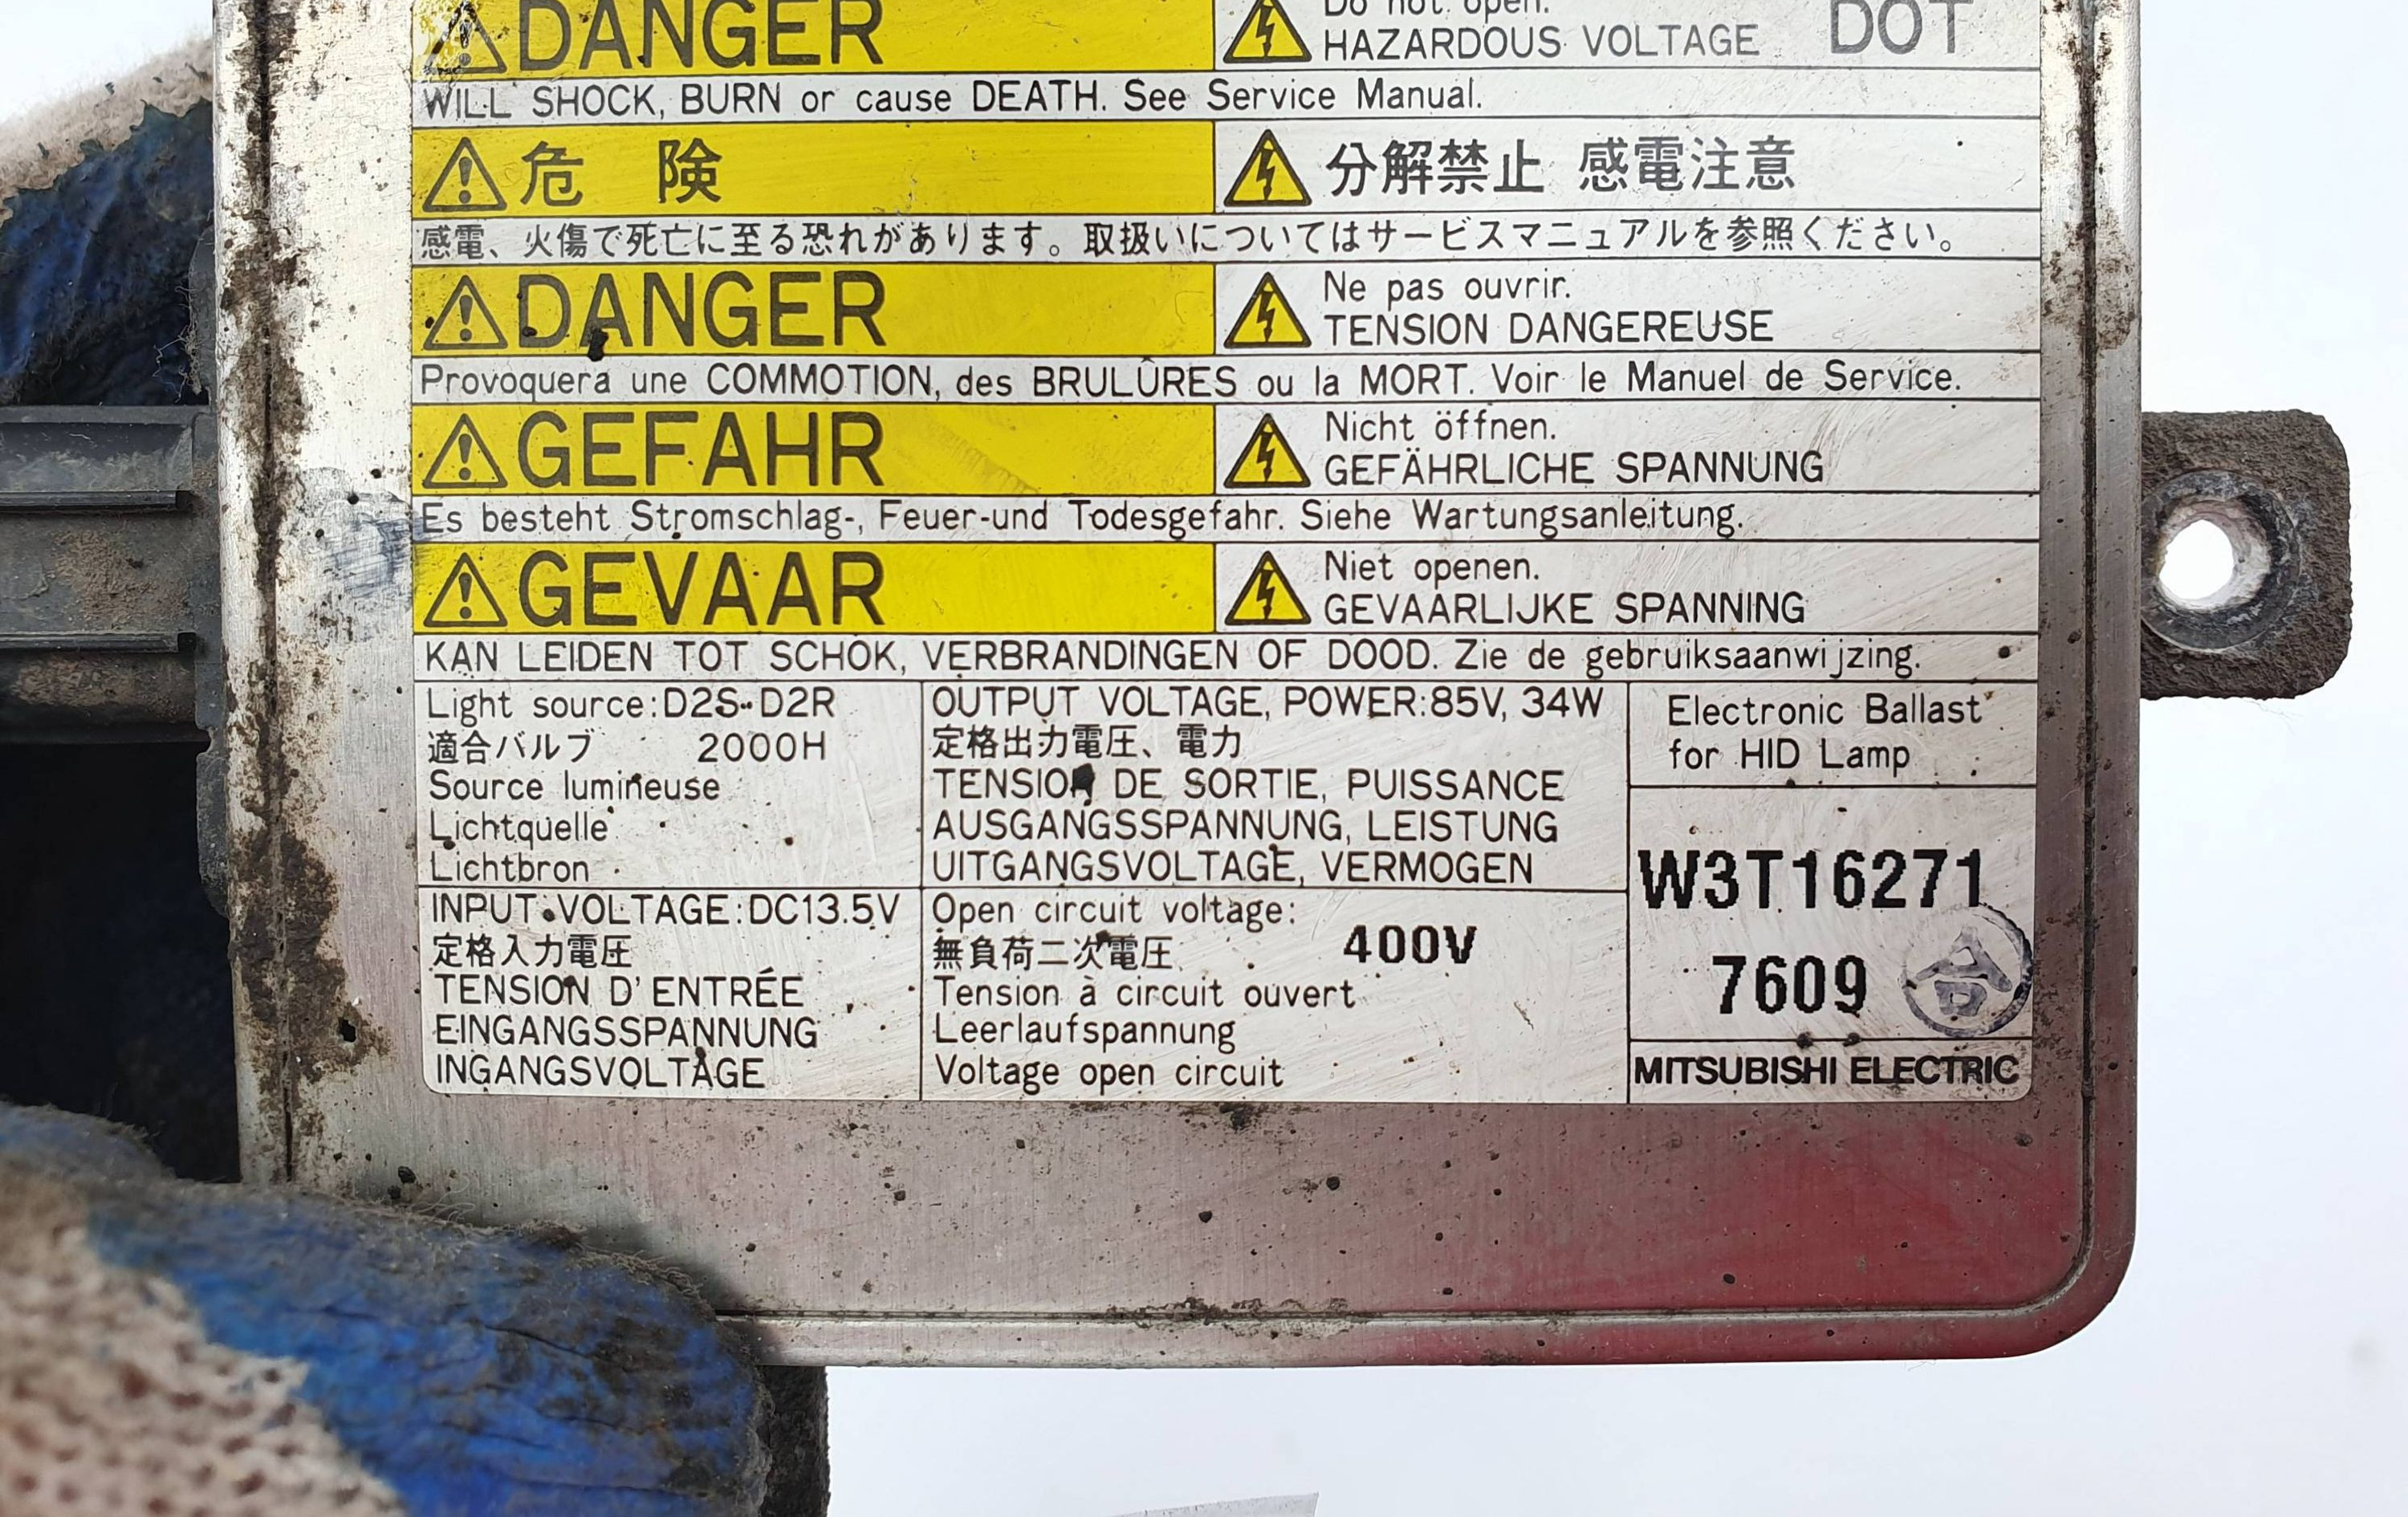 DANGER
Do not open.
HAZARDOUS VOLTAGE DOT
WILL SHOCK, BURN or cause DEATH. See Service Manual.
危 険
分解禁止 感電注意
感電、火傷で死亡に至る恐れがあります。取扱いについてはサービスマニュアルを参照ください。
DANGER
Ne pas ouvrir.
TENSION DANGEREUSE
Provoquera une COMMOTION, des BRULÛRES ou la MORT. Voir le Manuel de Service.
GEFAHR
Nicht öffnen.
GEFÄHRLICHE SPANNUNG
Es besteht Stromschlag-, Feuer-und Todesgefahr. Siehe Wartungsanleitung.
GEVAAR
Niet openen.
GEVAARLIJKE SPANNING
KAN LEIDEN TOT SCHOK, VERBRANDINGEN OF DOOD. Zie de gebruiksaanwijzing.
Light source:D2S・D2R
適合バルブ 2000H
Source lumineuse
Lichtquelle
Lichtbron
OUTPUT VOLTAGE, POWER:85V, 34W
定格出力電圧、電力
TENSION DE SORTIE, PUISSANCE
AUSGANGSSPANNUNG, LEISTUNG
UITGANGSVOLTAGE, VERMOGEN
Electronic Ballast
for HID Lamp
INPUT VOLTAGE:DC13.5V
定格入力電圧
TENSION D'ENTRÉE
EINGANGSSPANNUNG
INGANGSVOLTAGE
Open circuit voltage:
無負荷二次電圧 400V
Tension à circuit ouvert
Leerlaufspannung
Voltage open circuit
W3T16271
7609 合
MITSUBISHI ELECTRIC